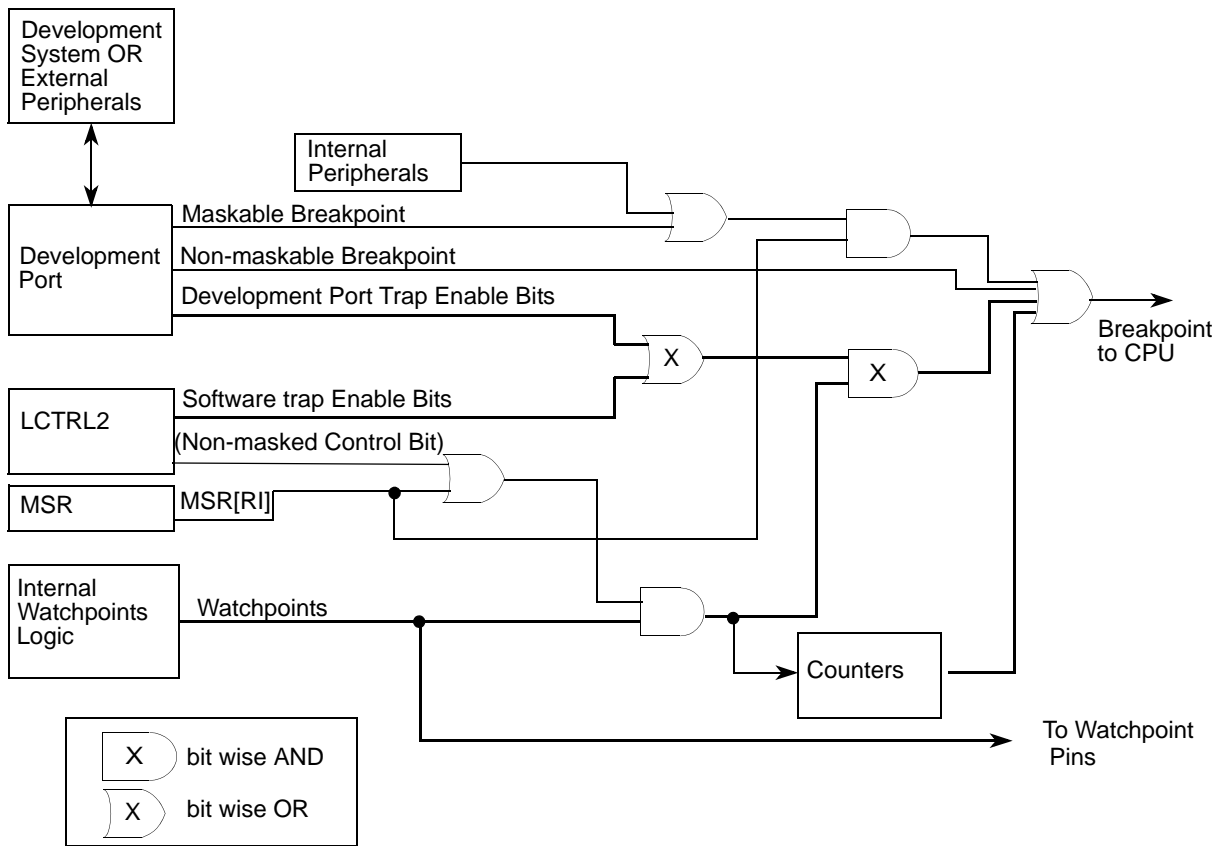 Development
System OR
External
Peripherals
Internal
Peripherals
Maskable Breakpoint
Development
Port
Non-maskable Breakpoint
Development Port Trap Enable Bits
Breakpoint
to CPU
X
X
LCTRL2
Software trap Enable Bits
(Non-masked Control Bit)
MSR
MSR[RI]
Internal
Watchpoints
Logic
Watchpoints
Counters
To Watchpoint
Pins
X bit wise AND
X bit wise OR